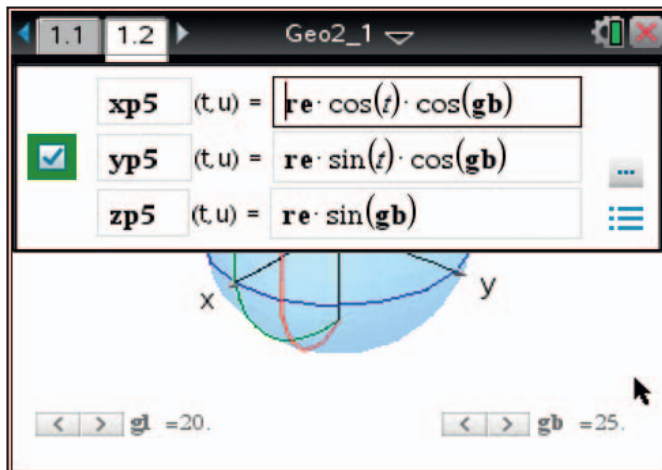 1.1 1.2 Geo2_1
xp5 (t,u) = re· cos(t)· cos(gb)
yp5 (t,u) = re· sin(t)· cos(gb)
...
zp5 (t,u) = re· sin(gb)
x y
< > gl =20. < > gb =25.